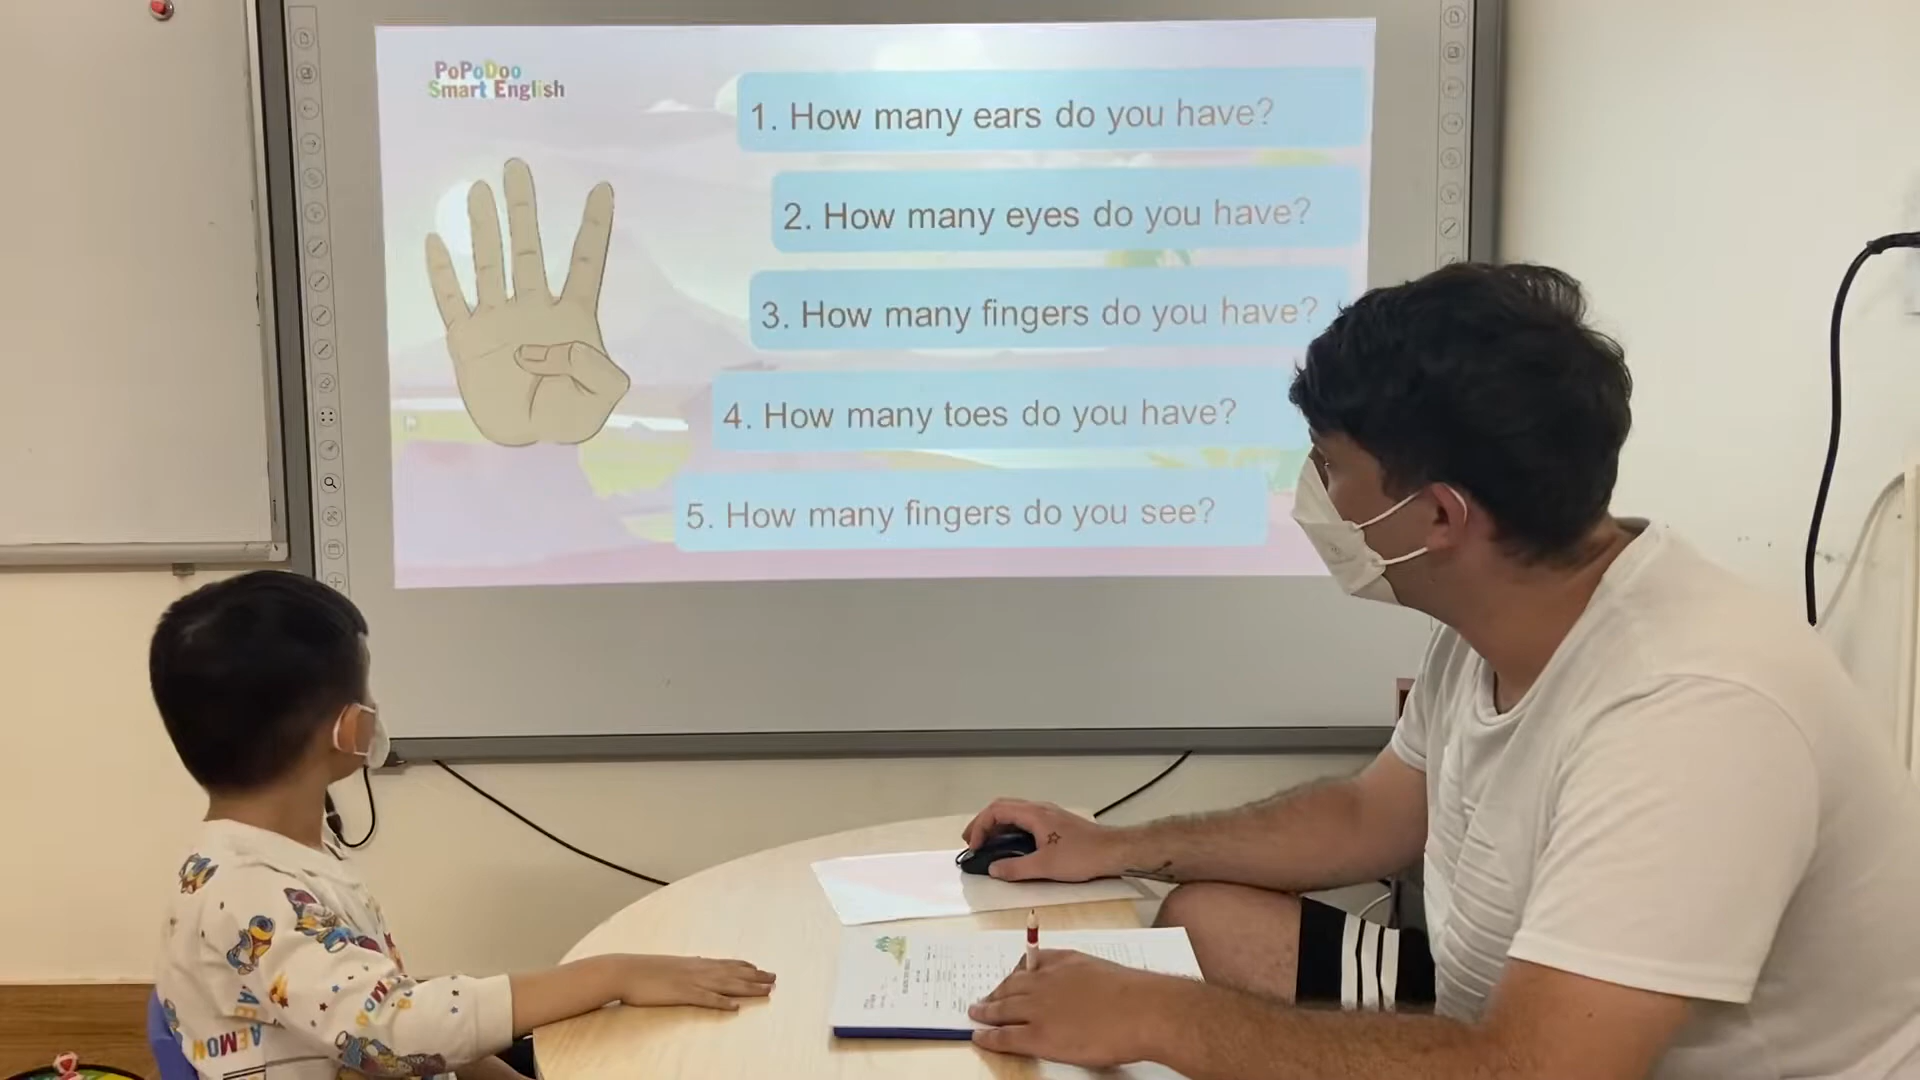 PoPoDoo
Smart English
1. How many ears do you have?
2. How many eyes do you have?
3. How many fingers do you have?
4. How many toes do you have?
5. How many fingers do you see?